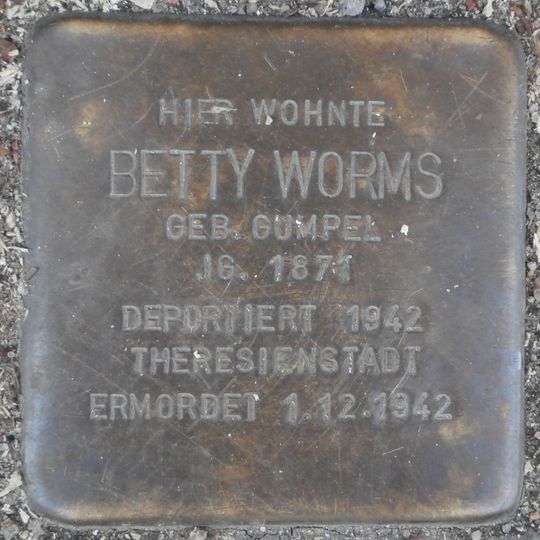 HIER WOHNTE
BETTY WORMS
GEB. GUMPEL
JG. 1871
DEPORTIERT 1942
THERESIENSTADT
ERMORDET 1.12.1942